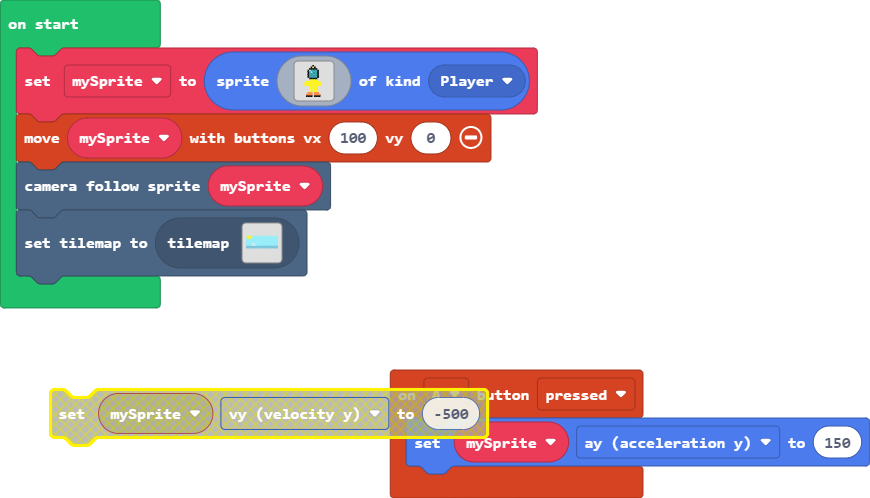 on start
set mySprite to sprite of kind Player
move mySprite with buttons vx 100 vy 0
camera follow sprite mySprite
set tilemap to tilemap
on A button pressed
set mySprite vy (velocity y) to -500
set mySprite ay (acceleration y) to 150